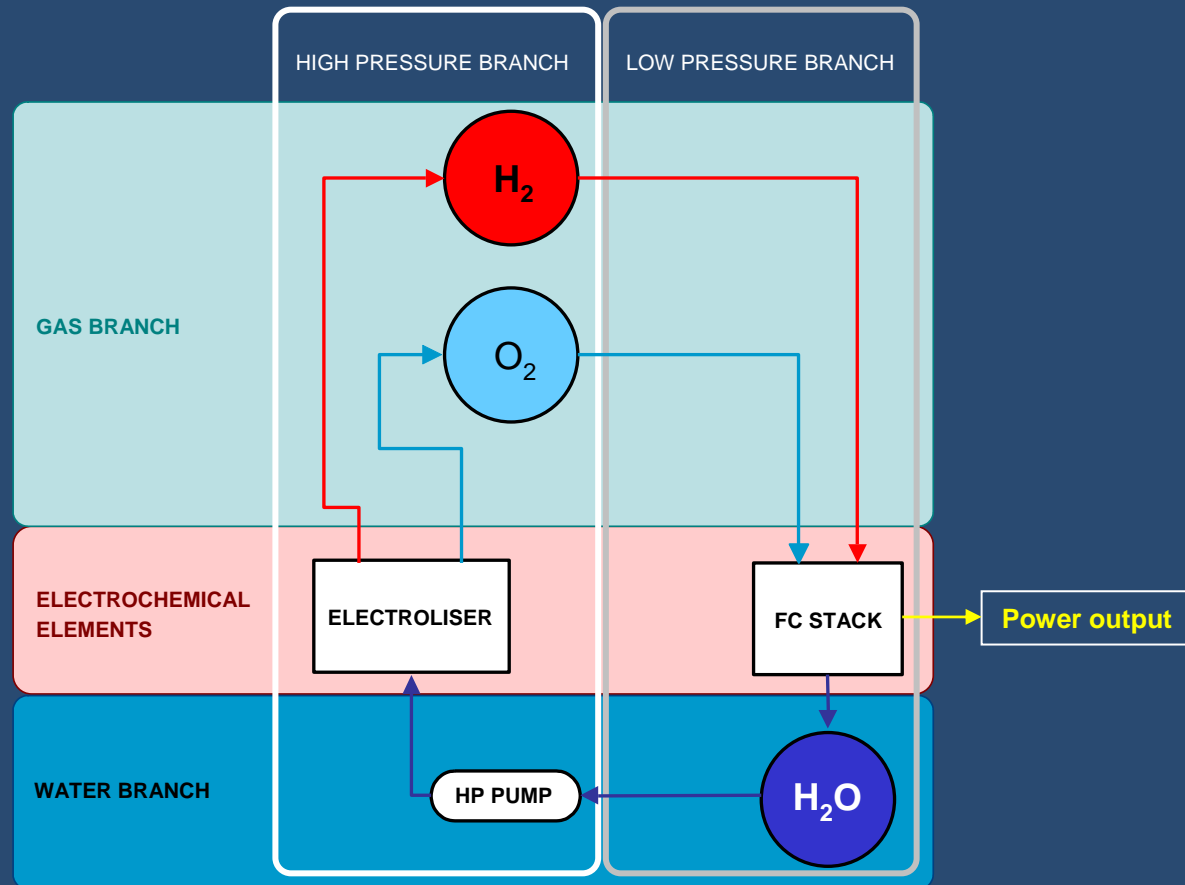 HIGH PRESSURE BRANCH
LOW PRESSURE BRANCH
H₂
GAS BRANCH
O₂
ELECTROCHEMICAL
ELEMENTS
ELECTROLISER
FC STACK
Power output
WATER BRANCH
HP PUMP
H₂O